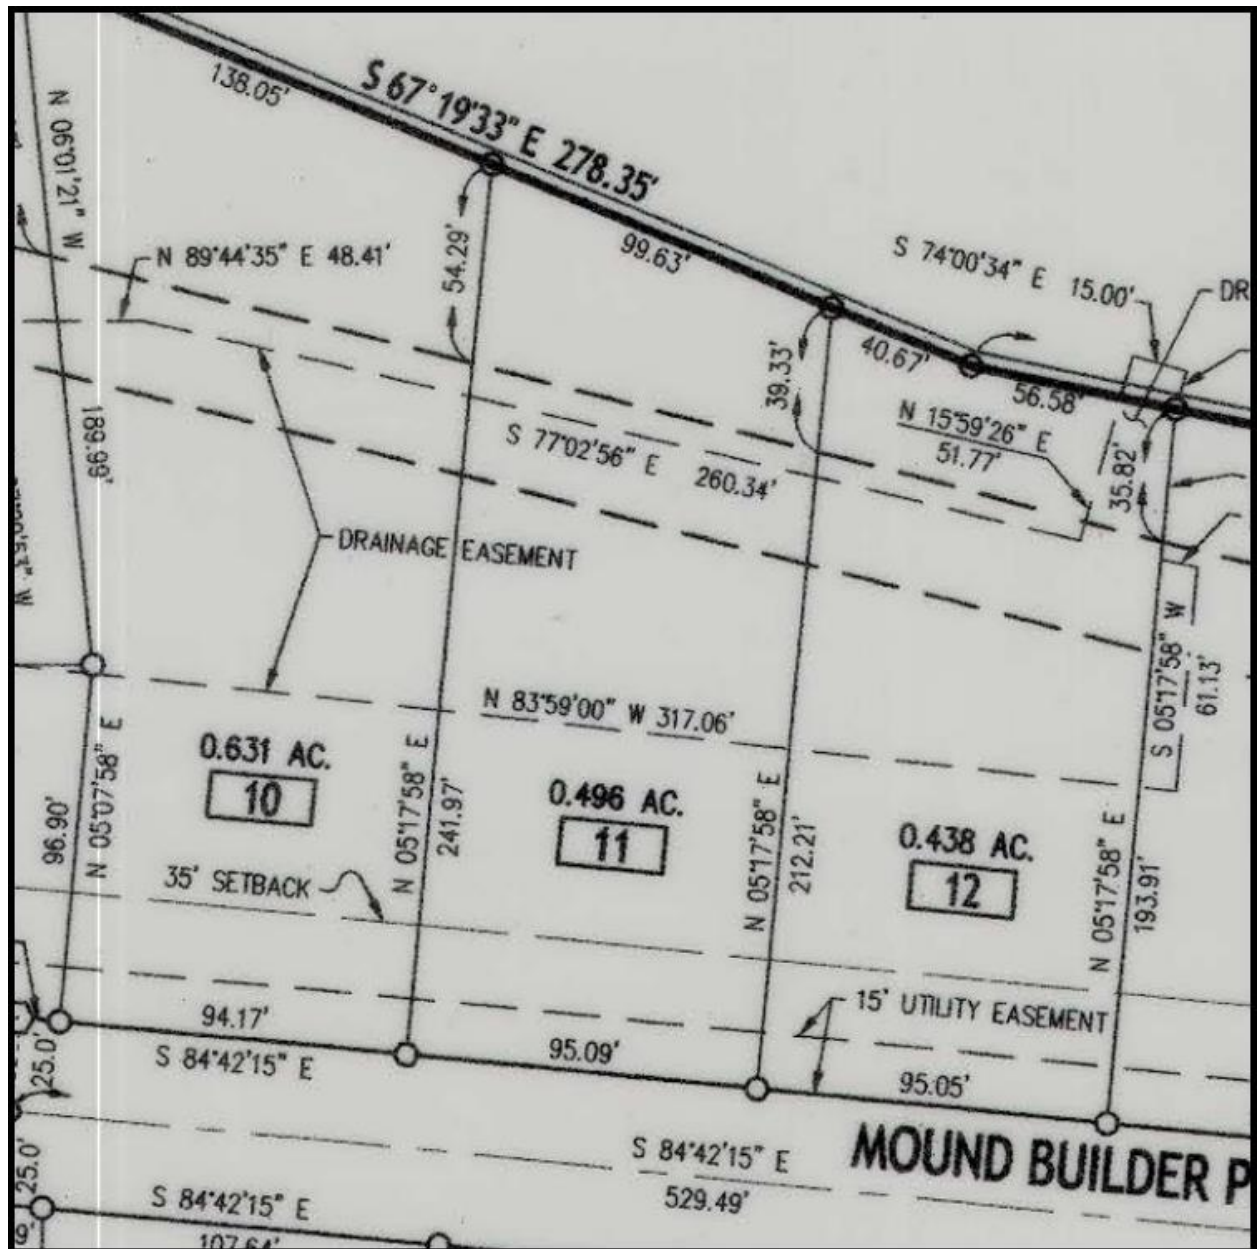 138.05'
S 67°19'33" E 278.35'
N 06°01'21" W
N 89°44'35" E 48.41'
54.29'
99.63'
S 74°00'34" E 15.00'
DR
39.33'
40.67'
56.58'
N 15°59'26" E
51.77'
35.82'
189.99'
S 77°02'56" E 260.34'
DRAINAGE EASEMENT
S 05°17'58" W
61.13'
N 83°59'00" W 317.06'
0.631 AC.
10
0.496 AC.
11
0.438 AC.
12
96.90'
N 05°07'58" E
N 05°17'58" E
241.97'
N 05°17'58" E
212.21'
N 05°17'58" E
193.91'
35' SETBACK
15' UTILITY EASEMENT
94.17'
S 84°42'15" E
95.09'
95.05'
25.0'
MOUND BUILDER P
S 84°42'15" E
529.49'
25.0'
S 84°42'15" E
107.64'
9'